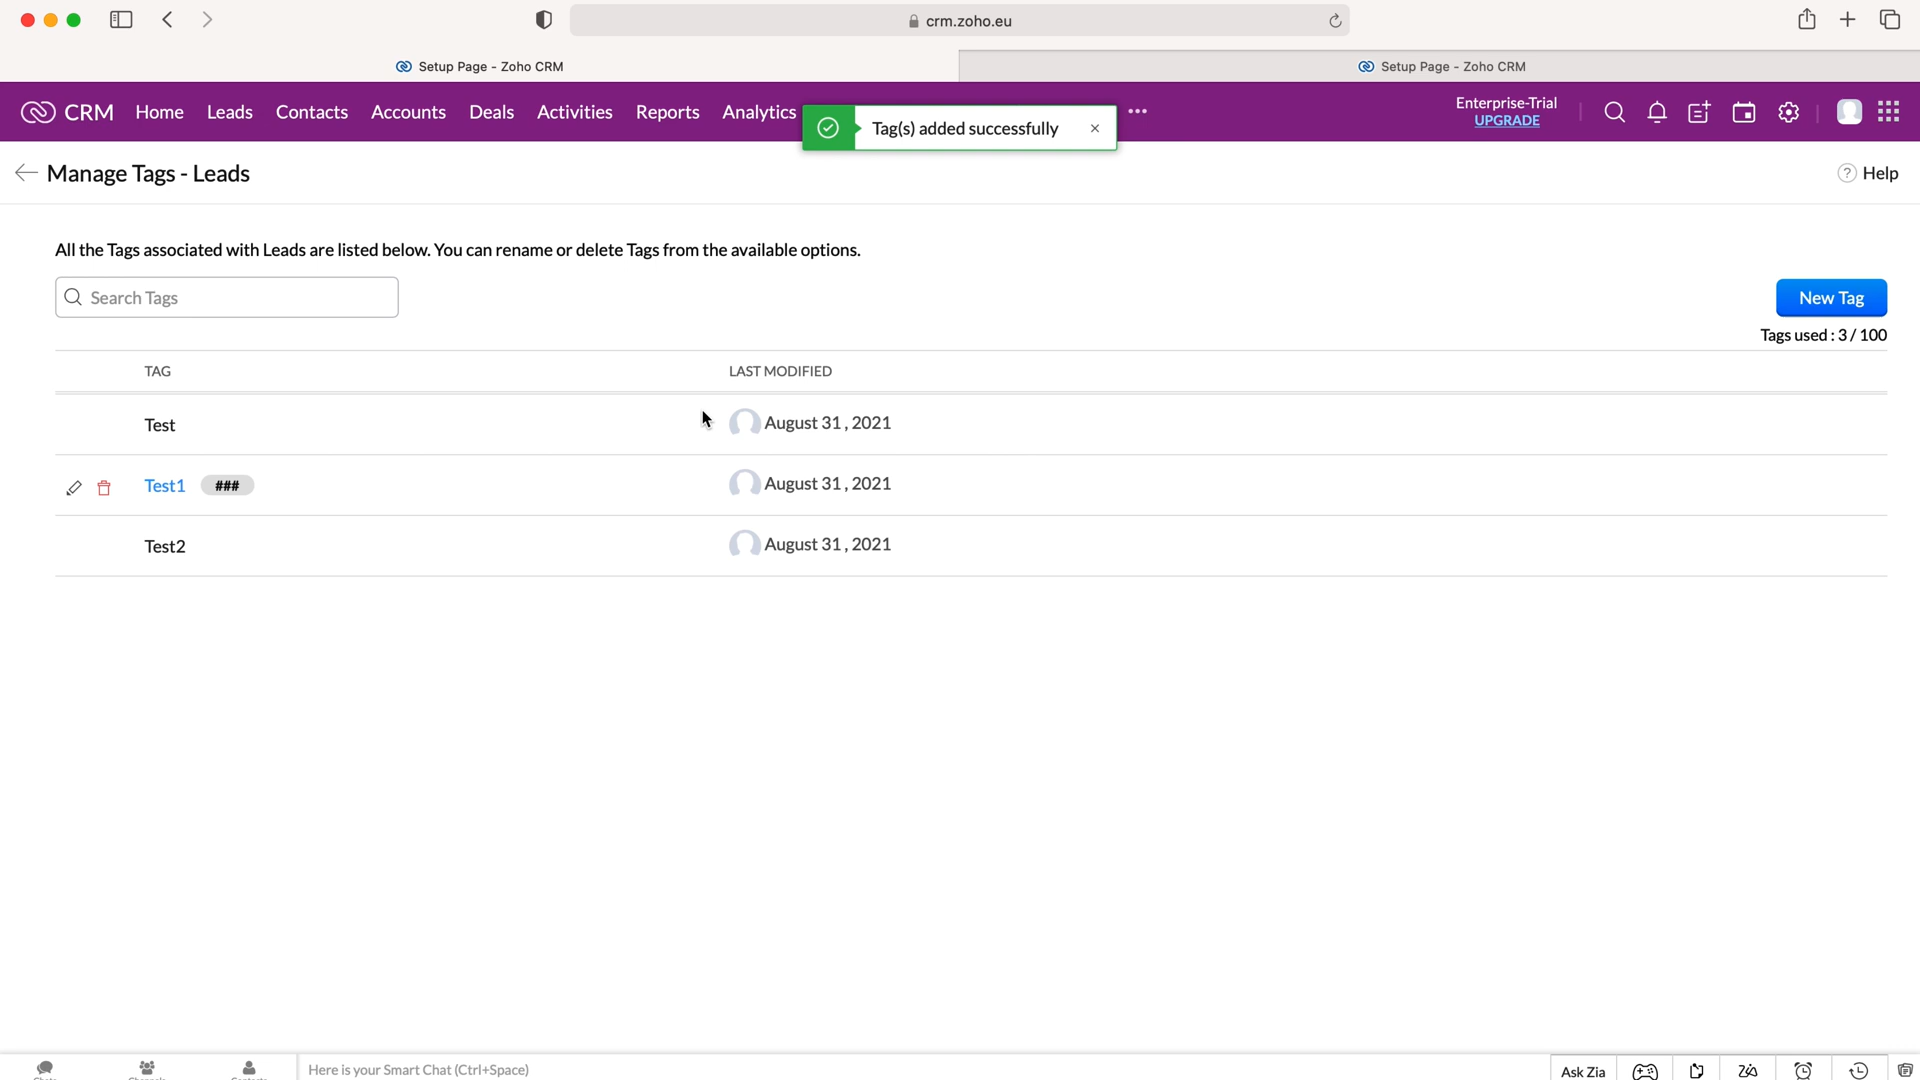 crm.zoho.eu
Setup Page - Zoho CRM
Setup Page - Zoho CRM
CRM Home Leads Contacts Accounts Deals Activities Reports Analytics
Tag(s) added successfully
Enterprise-Trial
UPGRADE
Manage Tags - Leads
Help
All the Tags associated with Leads are listed below. You can rename or delete Tags from the available options.
Search Tags
New Tag
Tags used : 3 / 100
TAG LAST MODIFIED
Test August 31 , 2021
Test1 ### August 31 , 2021
Test2 August 31 , 2021
Here is your Smart Chat (Ctrl+Space)
Ask Zia